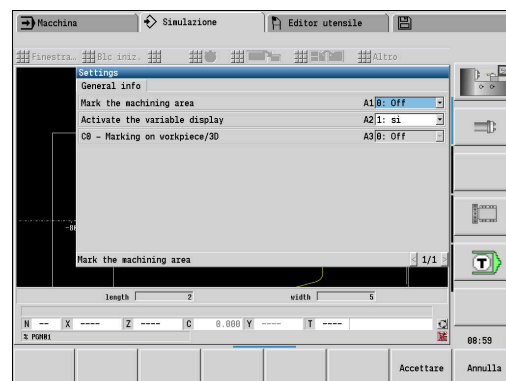 Macchina Simulazione Editor utensile
Finestra… Blc iniz. Altro
Settings
General info
Mark the machining area A1 0: Off
Activate the variable display A2 1: si
C0 - Marking on workpiece/3D A3 0: Off
Mark the machining area 1/1
length 2 width 5
N -- X ---- Z ---- C 0.000 Y ---- T ----
% PGM01
08:59
Accettare Annulla